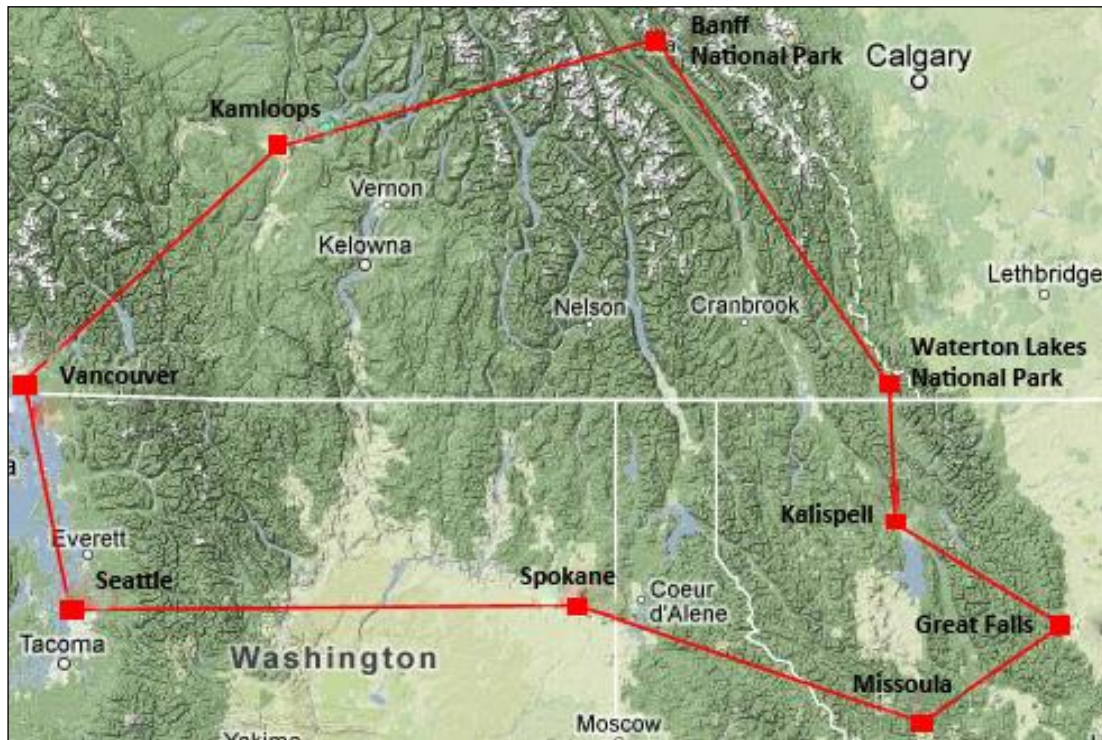 Banff
National Park
Calgary
Kamloops
Vernon
Kelowna
Lethbridge
Nelson
Cranbrook
Waterton Lakes
National Park
Vancouver
Kalispell
Everett
Seattle
Spokane
Coeur
d'Alene
Great Falls
Tacoma
Washington
Missoula
Moscow